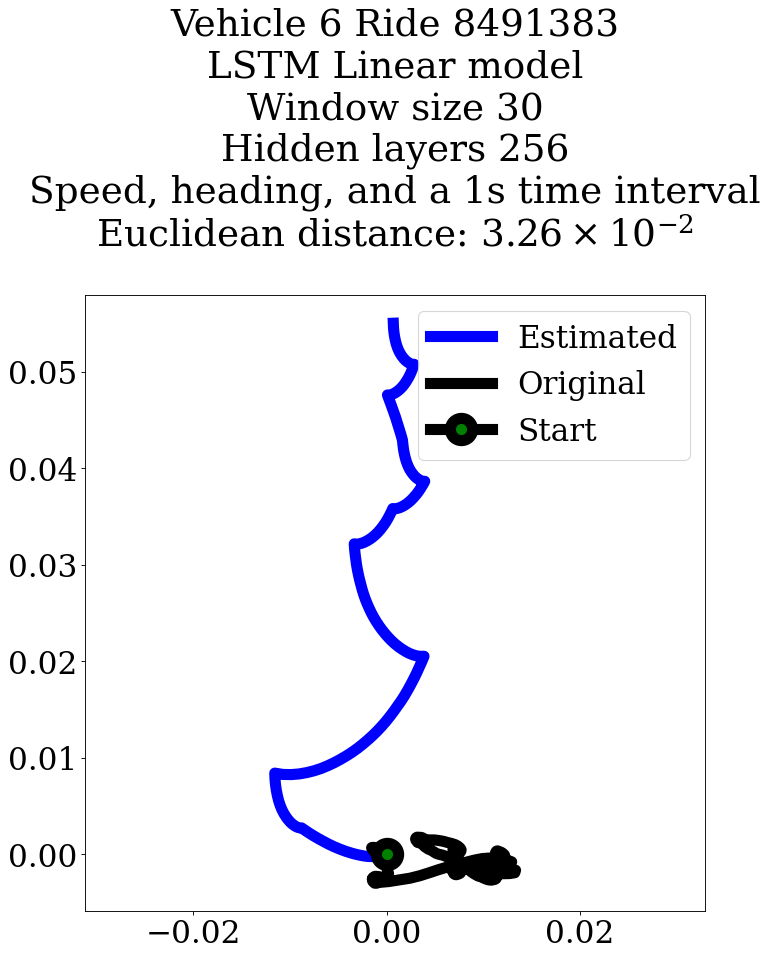 Vehicle 6 Ride 8491383
LSTM Linear model
Window size 30
Hidden layers 256
Speed, heading, and a 1s time interval
Euclidean distance: 3.26 × 10⁻²
Estimated
Original
Start
0.05
0.04
0.03
0.02
0.01
0.00
−0.02 0.00 0.02